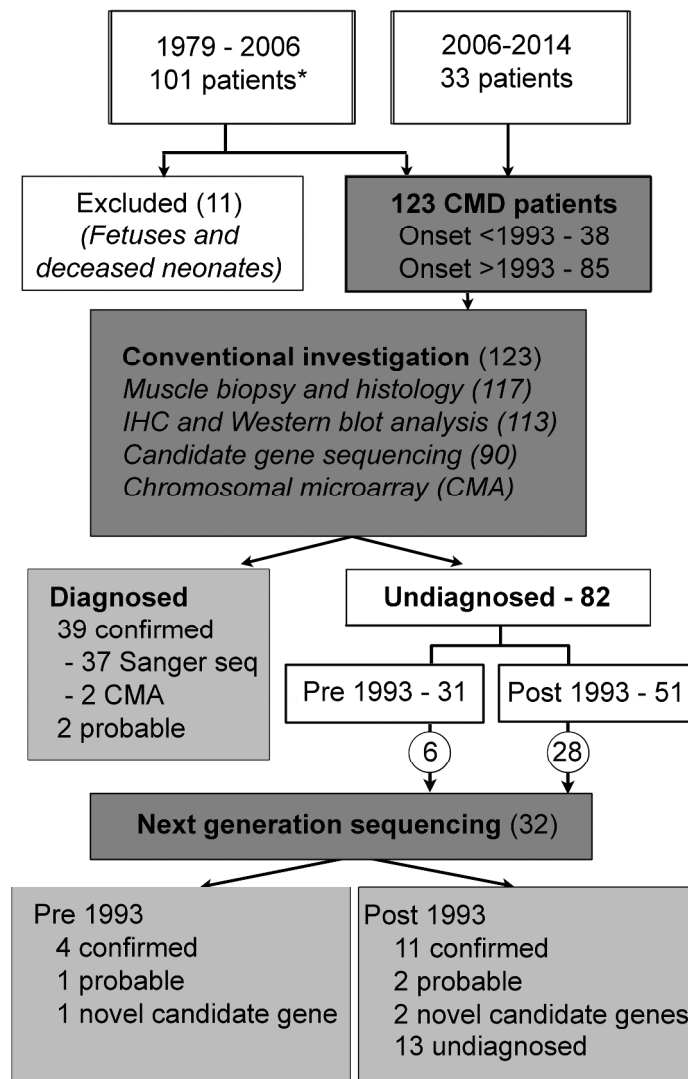 1979 - 2006
101 patients*
2006-2014
33 patients
Excluded (11)
(Fetuses and
deceased neonates)
123 CMD patients
Onset <1993 - 38
Onset >1993 - 85
Conventional investigation (123)
Muscle biopsy and histology (117)
IHC and Western blot analysis (113)
Candidate gene sequencing (90)
Chromosomal microarray (CMA)
Diagnosed
39 confirmed
- 37 Sanger seq
- 2 CMA
2 probable
Undiagnosed - 82
Pre 1993 - 31
Post 1993 - 51
6
28
Next generation sequencing (32)
Pre 1993
4 confirmed
1 probable
1 novel candidate gene
Post 1993
11 confirmed
2 probable
2 novel candidate genes
13 undiagnosed